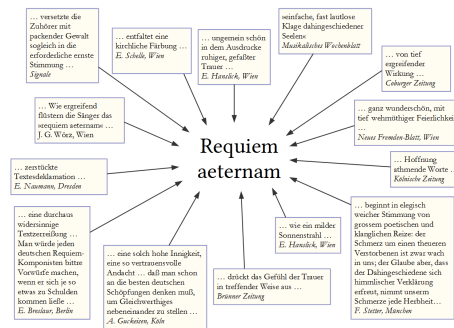 ... versetzte die
Zuhörer mit
packender Gewalt
sogleich in die
erforderliche ernste
Stimmung ...
Signale
... entfaltet eine
kirchliche Färbung ...
E. Schelle, Wien
... ungemein schön
in dem Ausdrucke
ruhiger, gefaßter
Trauer ...
E. Hanslick, Wien
»einfache, fast lautlose
Klage dahingeschiedener
Seelen«
Musikalisches Wochenblatt
... von tief
ergreifender
Wirkung ...
Coburger Zeitung
... Wie ergreifend
flüstern die Sänger das
»requiem aeternam« ...
J. G. Wörz, Wien
... ganz wunderschön, mit
tief wehmüthiger Feierlichkeit
...
Neues Fremden-Blatt, Wien
Requiem
aeternam
... Hoffnung
athmende Worte ...
Kölnische Zeitung
... zerstückte
Textesdeklamation ...
E. Naumann, Dresden
... eine durchaus
widersinnige
Textzerreißung ...
Man würde jeden
deutschen Requiem-
Komponisten bitter
Vorwürfe machen,
wenn er sich je so
etwas zu Schulden
kommen ließe ...
E. Breslaur, Berlin
... eine solch hohe Innigkeit,
eine so vertrauensvolle
Andacht ... daß man schon
an die besten deutschen
Schöpfungen denken muß,
um Gleichwerthiges
nebeneinander zu stellen ...
A. Guckeisen, Köln
... drückt das Gefühl der Trauer
in treffender Weise aus ...
Brünner Zeitung
... wie ein milder
Sonnenstrahl ...
E. Hanslick, Wien
... beginnt in elegisch
weicher Stimmung von
grossem poetischen und
klanglichen Reize: der
Schmerz um einen theueren
Verstorbenen ist zwar wach
in uns; der Glaube aber, dass
der Dahingeschiedene sich
himmlischer Verklärung
erfreut, nimmt unsern
Schmerze jede Herbheit...
F. Stetter, München